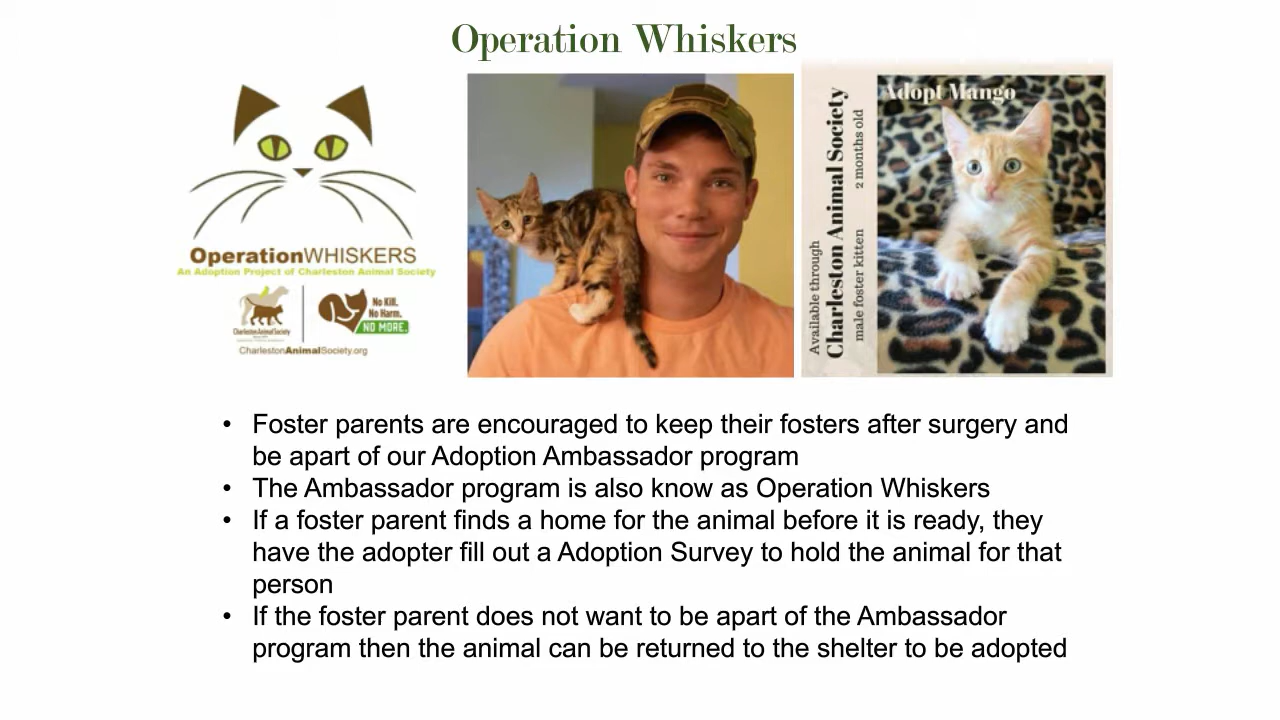 Operation Whiskers
OperationWHISKERS
An Adoption Project of Charleston Animal Society
CharlestonAnimalSociety
No Kill.
No Harm.
NO MORE.
CharlestonAnimalSociety.org
Adopt Mango
Available through
Charleston Animal Society
male foster kitten 2 months old
• Foster parents are encouraged to keep their fosters after surgery and
be apart of our Adoption Ambassador program
• The Ambassador program is also know as Operation Whiskers
• If a foster parent finds a home for the animal before it is ready, they
have the adopter fill out a Adoption Survey to hold the animal for that
person
• If the foster parent does not want to be apart of the Ambassador
program then the animal can be returned to the shelter to be adopted